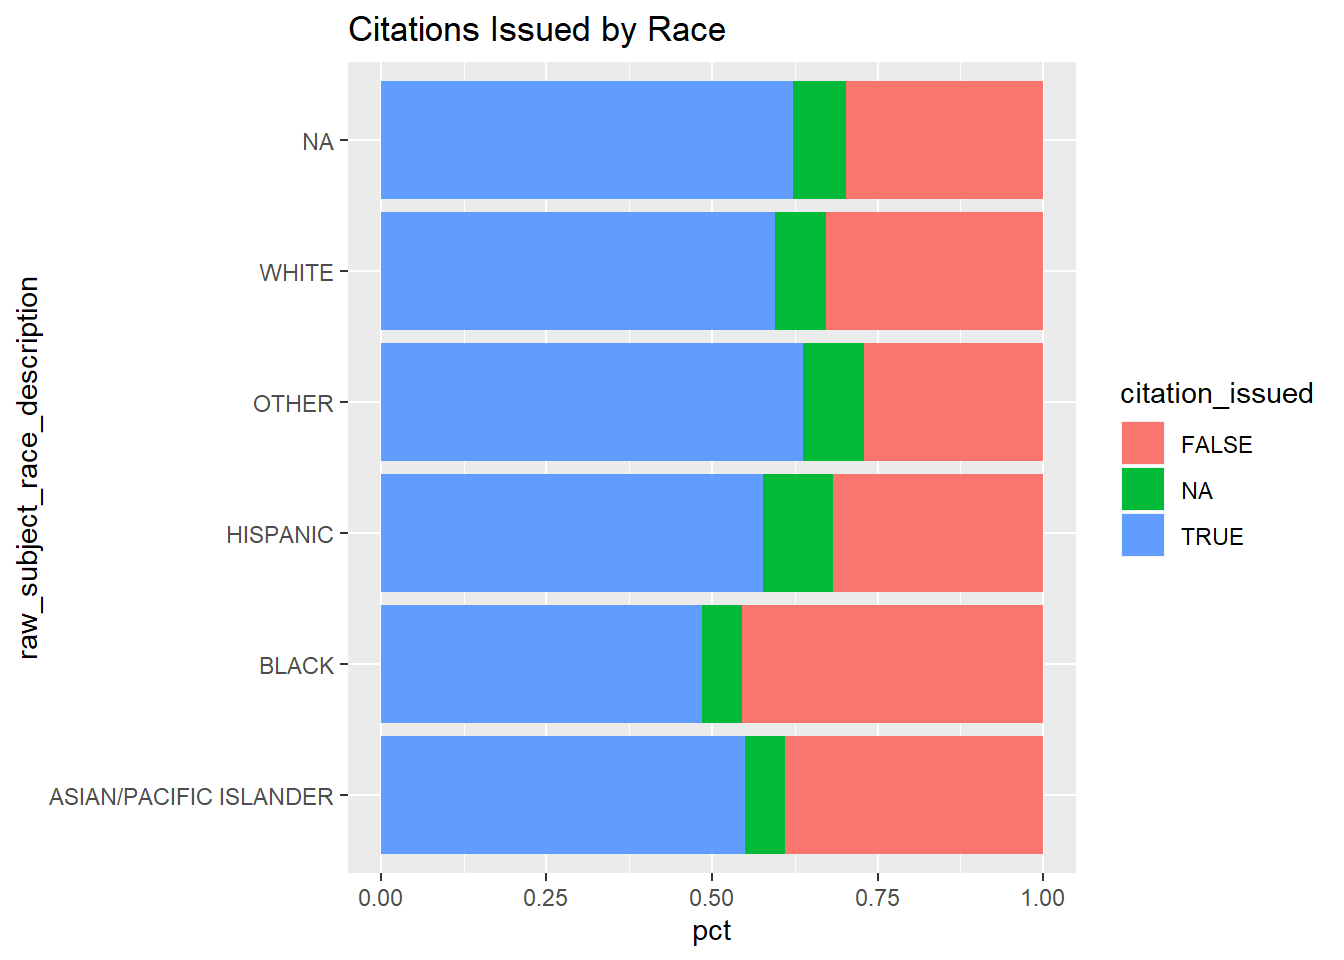 Citations Issued by Race
raw_subject_race_description
NA
WHITE
OTHER
HISPANIC
BLACK
ASIAN/PACIFIC ISLANDER
0.00 0.25 0.50 0.75 1.00
pct
citation_issued
FALSE
NA
TRUE